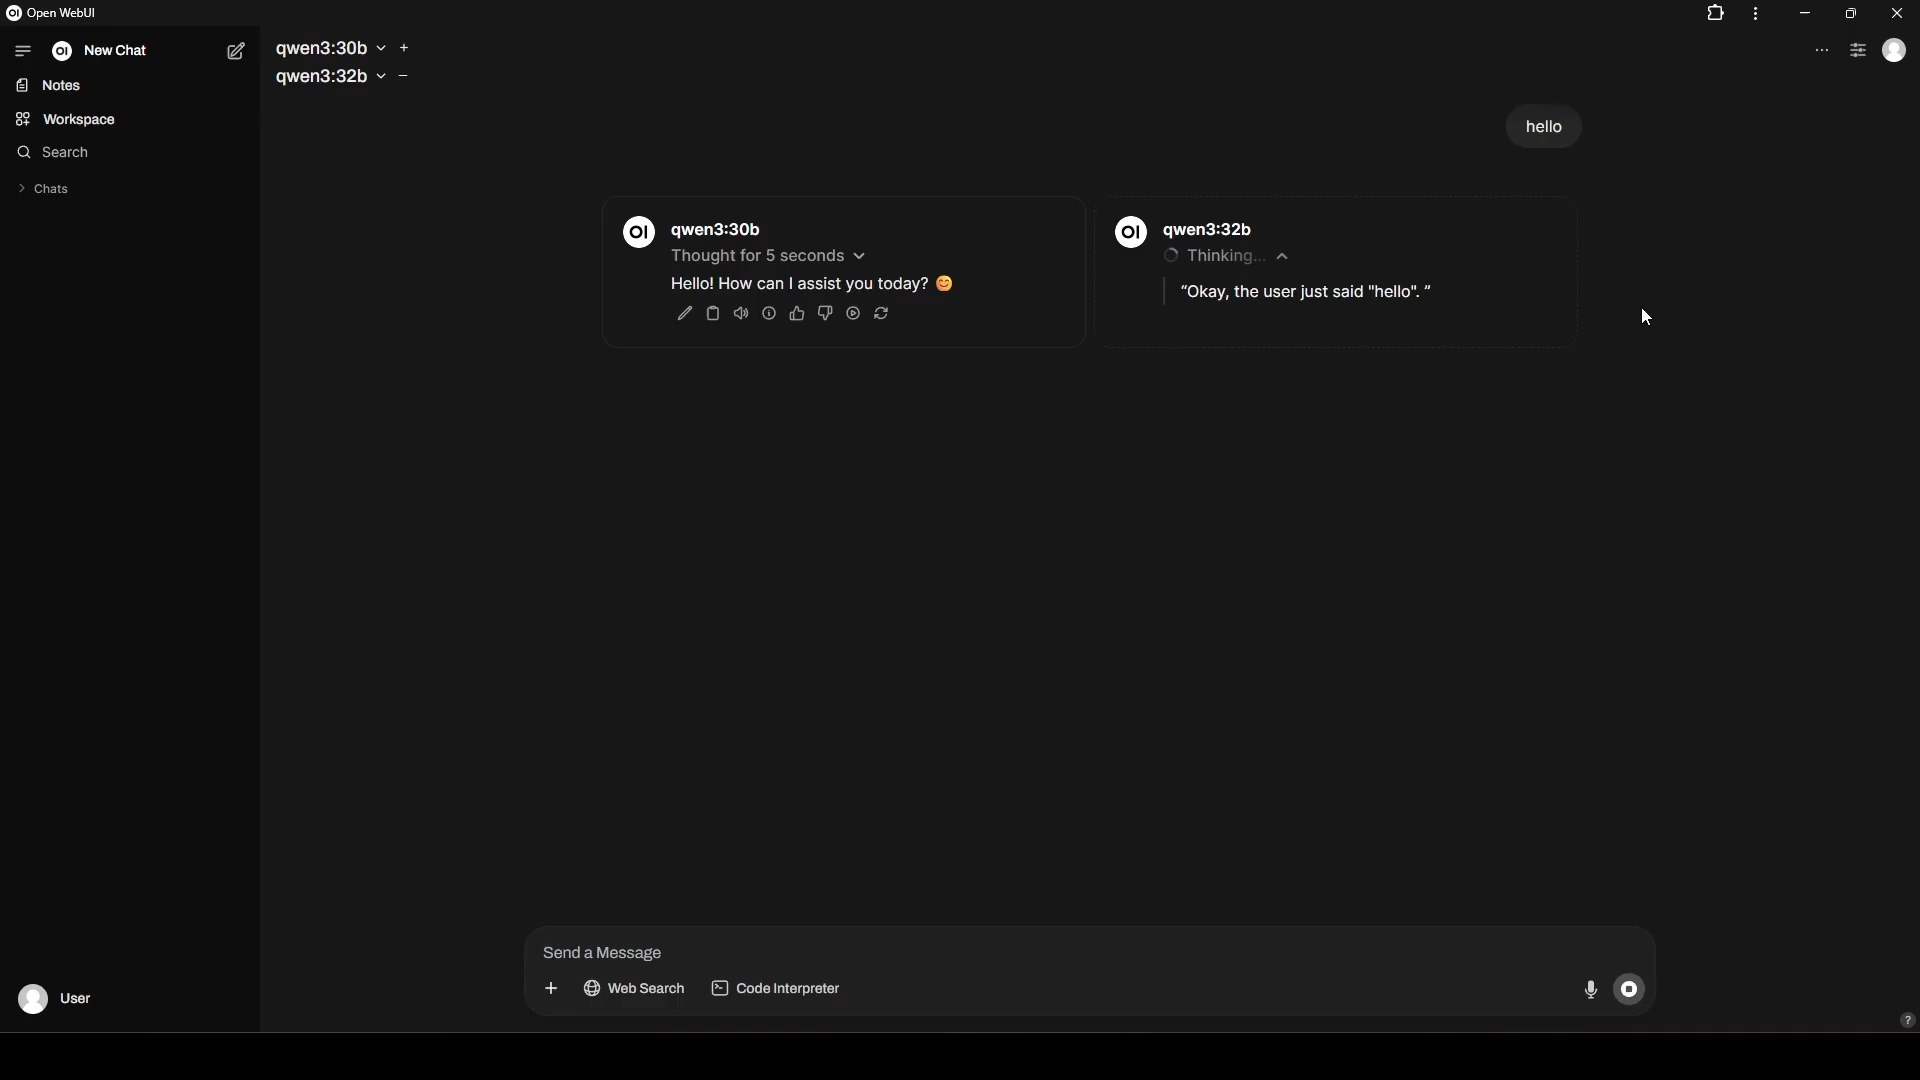 Open WebUI
New Chat
Notes
Workspace
Search
Chats
User
qwen3:30b
qwen3:32b
hello
OI qwen3:30b
Thought for 5 seconds
Hello! How can I assist you today? 😊
OI qwen3:32b
Thinking...
“Okay, the user just said "hello". ”
Send a Message
Web Search
Code Interpreter
?